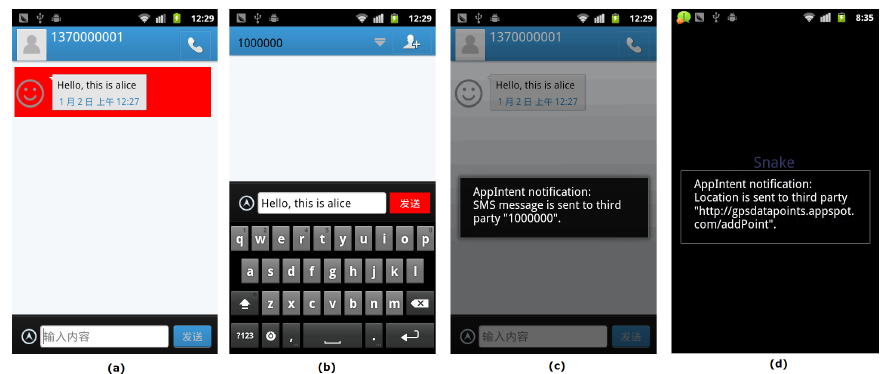 12:29
1370000001
Hello, this is alice
1 月 2 日 上午 12:27
输入内容
发送
(a)
12:29
1000000
Hello, this is alice
发送
q w e r t y u i o p
a s d f g h j k l
z x c v b n m
?123 , .
(b)
12:29
1370000001
Hello, this is alice
1 月 2 日 上午 12:27
AppIntent notification:
SMS message is sent to third
party "1000000".
输入内容
发送
(c)
8:35
Snake
AppIntent notification:
Location is sent to third party
"http://gpsdatapoints.appspot.
com/addPoint".
(d)